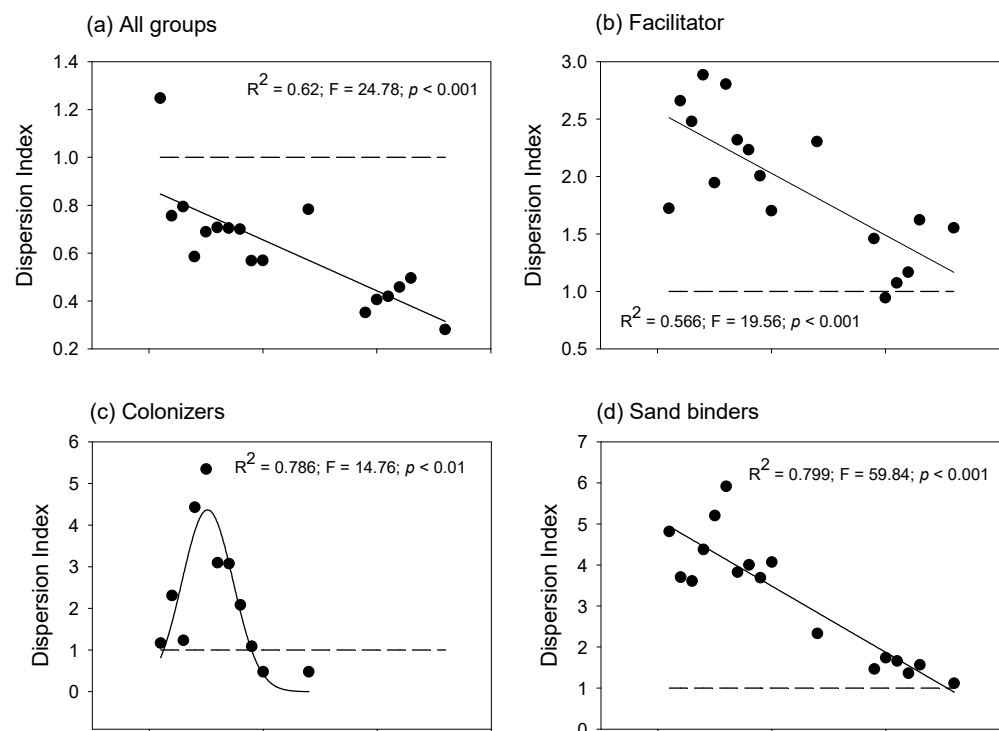 (a) All groups
R2 = 0.62; F = 24.78; p < 0.001
Dispersion Index
1.4
1.2
1.0
0.8
0.6
0.4
0.2
(b) Facilitator
R2 = 0.566; F = 19.56; p < 0.001
Dispersion Index
3.0
2.5
2.0
1.5
1.0
0.5
(c) Colonizers
R2 = 0.786; F = 14.76; p < 0.01
Dispersion Index
6
5
4
3
2
1
0
(d) Sand binders
R2 = 0.799; F = 59.84; p < 0.001
Dispersion Index
7
6
5
4
3
2
1
0